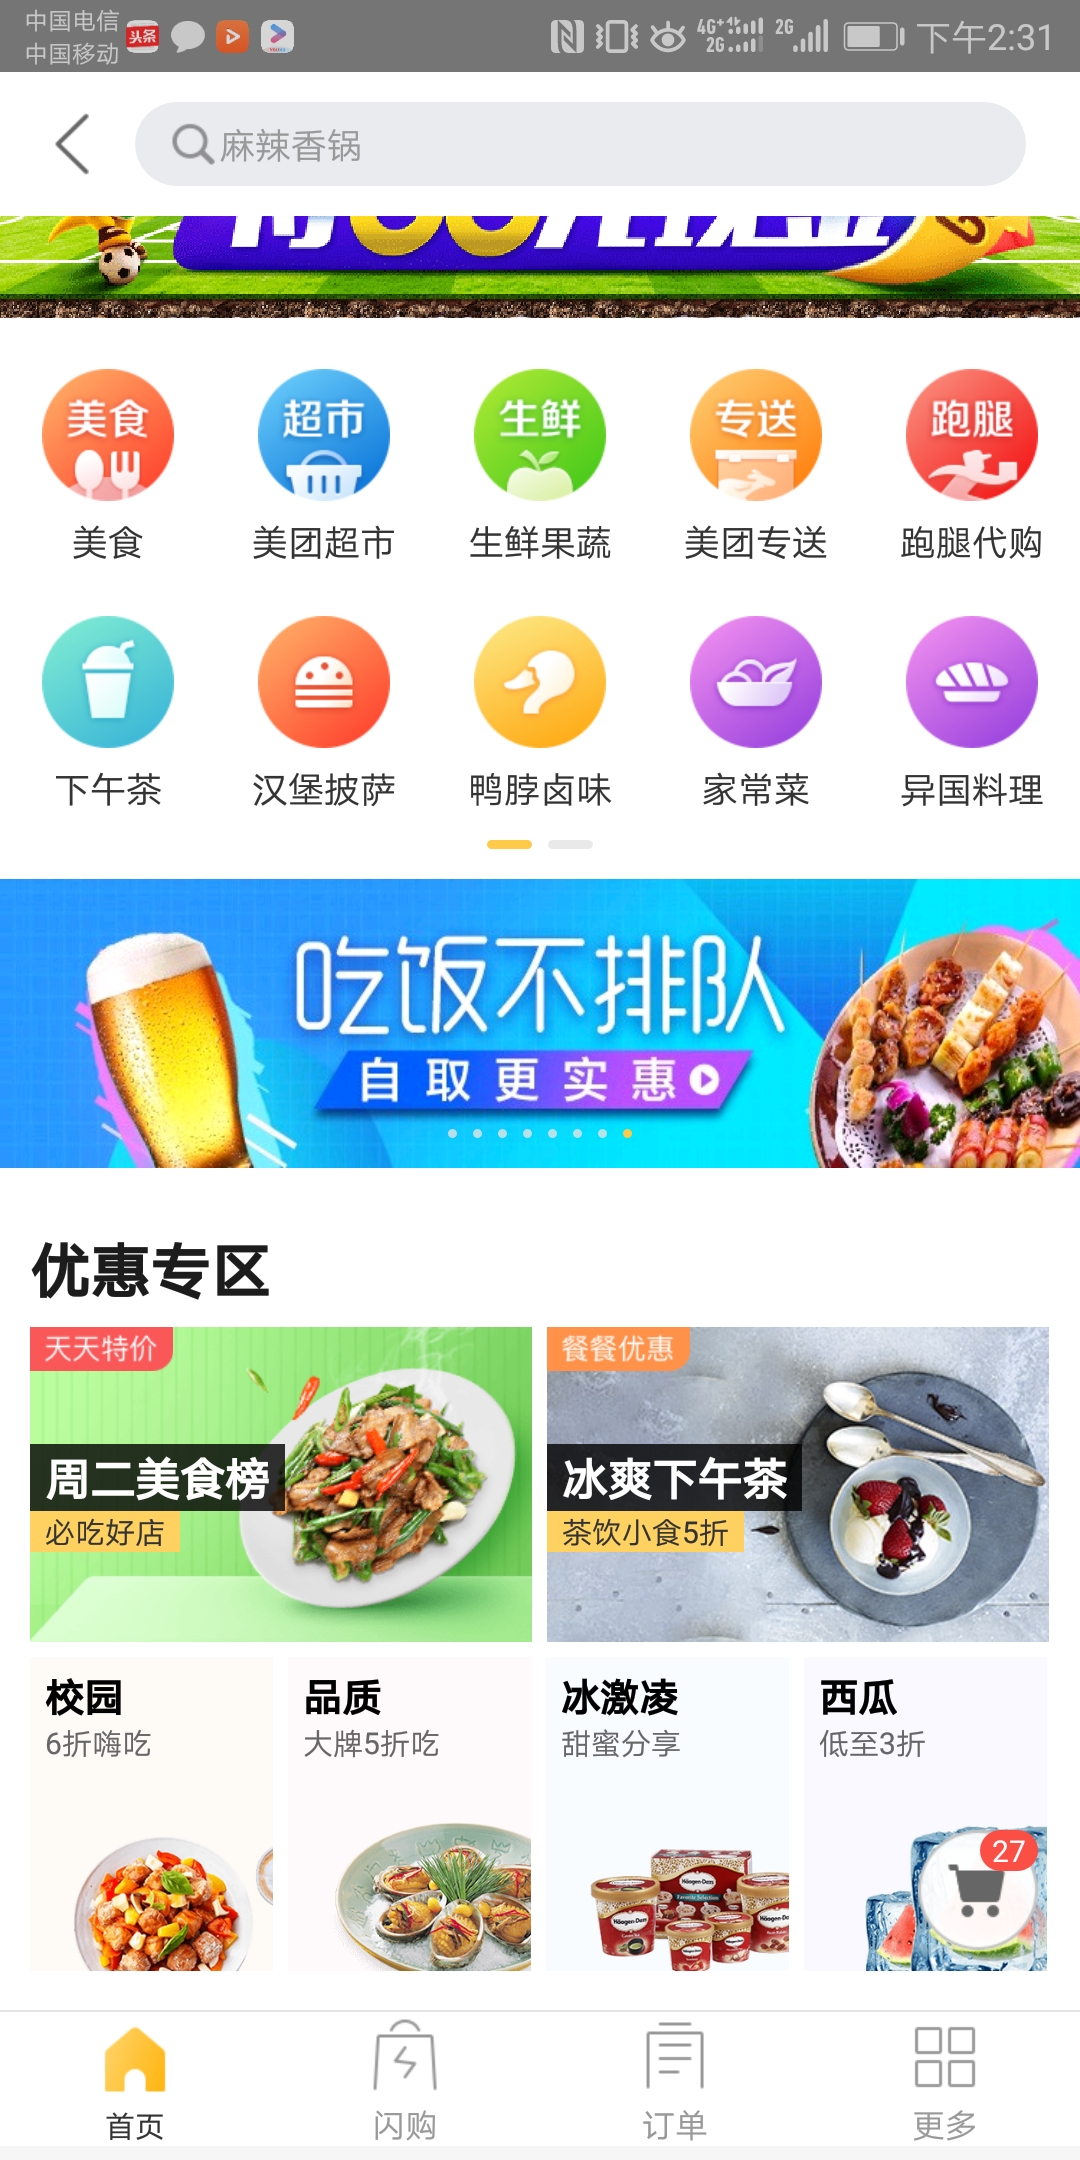 中国电信
中国移动
头条
4G+ 2G 2G 下午2:31
麻辣香锅
美食 超市 生鲜 专送 跑腿
美食 美团超市 生鲜果蔬 美团专送 跑腿代购
下午茶 汉堡披萨 鸭脖卤味 家常菜 异国料理
吃饭不排队
自取更实惠
优惠专区
天天特价
周二美食榜
必吃好店
餐餐优惠
冰爽下午茶
茶饮小食5折
校园
6折嗨吃
品质
大牌5折吃
冰激凌
甜蜜分享
Häagen-Dazs
西瓜
低至3折
27
首页 闪购 订单 更多